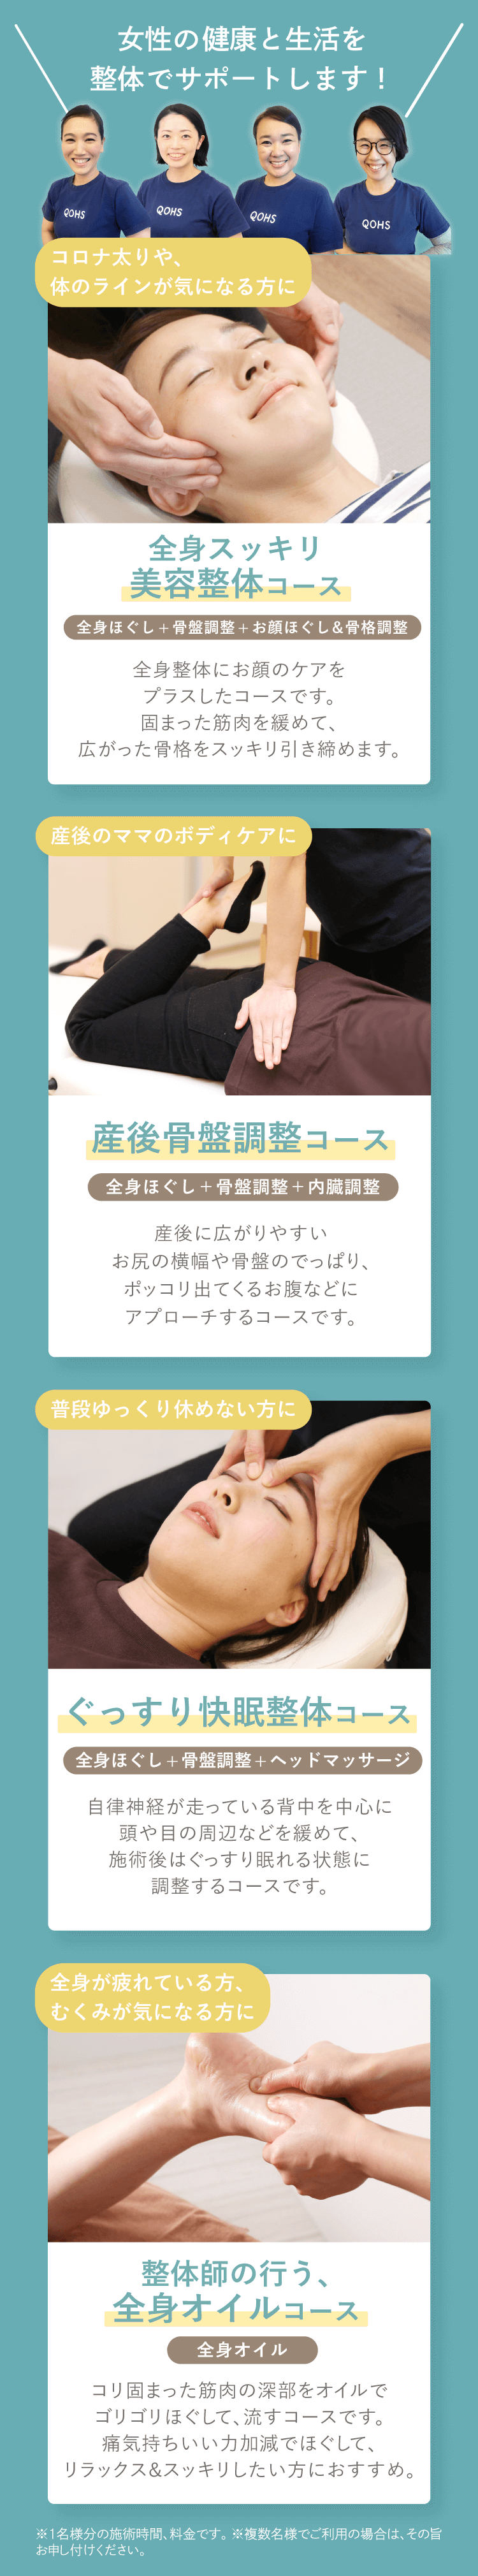 女性の健康と生活を
整体でサポートします！
QOHS
QOHS
QOHS
QOHS
コロナ太りや、
体のラインが気になる方に
全身スッキリ
美容整体コース
全身ほぐし＋骨盤調整＋お顔ほぐし&骨格調整
全身整体にお顔のケアを
プラスしたコースです。
固まった筋肉を緩めて、
広がった骨格をスッキリ引き締めます。
産後のママのボディケアに
産後骨盤調整コース
全身ほぐし＋骨盤調整＋内臓調整
産後に広がりやすい
お尻の横幅や骨盤のでっぱり、
ポッコリ出てくるお腹などに
アプローチするコースです。
普段ゆっくり休めない方に
ぐっすり快眠整体コース
全身ほぐし＋骨盤調整＋ヘッドマッサージ
自律神経が走っている背中を中心に
頭や目の周辺などを緩めて、
施術後はぐっすり眠れる状態に
調整するコースです。
全身が疲れている方、
むくみが気になる方に
整体師の行う、
全身オイルコース
全身オイル
コリ固まった筋肉の深部をオイルで
ゴリゴリほぐして、流すコースです。
痛気持ちいい力加減でほぐして、
リラックス&スッキリしたい方におすすめ。
※1名様分の施術時間、料金です。※複数名様でご利用の場合は、その旨
お申し付けください。